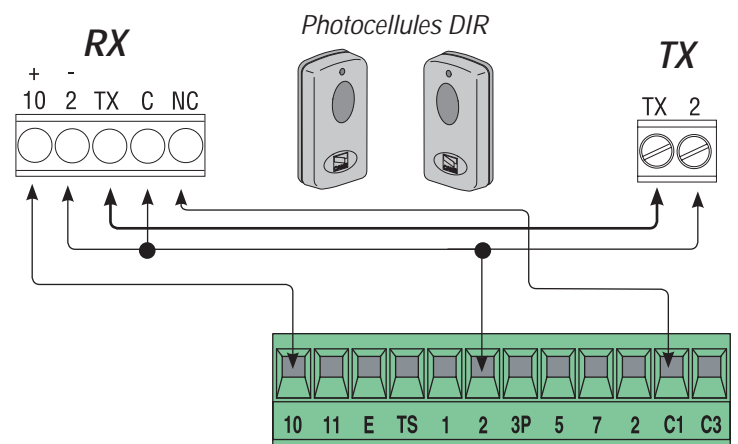 Photocellules DIR
RX
TX
+ -
10 2 TX C NC
TX 2
10 11 E TS 1 2 3P 5 7 2 C1 C3